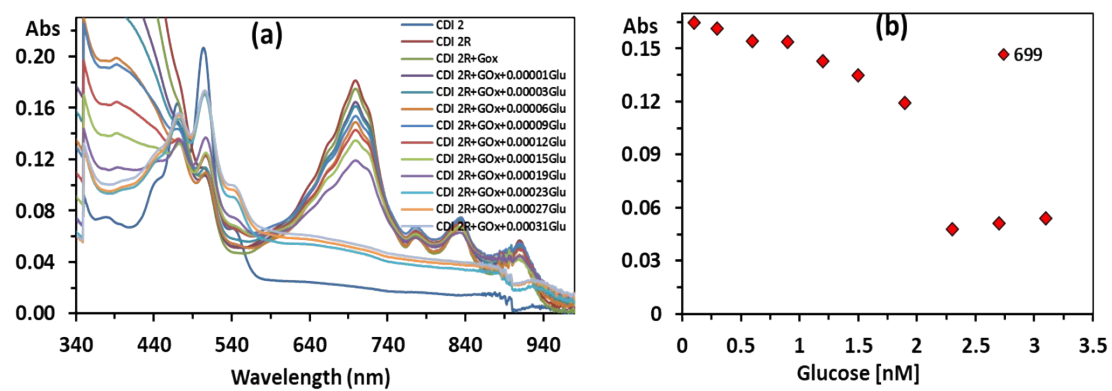 Abs
(a)
0.20
0.16
0.12
0.08
0.04
0.00
340
440
540
640
740
840
940
Wavelength (nm)
CDI 2
CDI 2R
CDI 2R+Gox
CDI 2R+GOx+0.00001Glu
CDI 2R+GOx+0.00003Glu
CDI 2R+GOx+0.00006Glu
CDI 2R+GOx+0.00009Glu
CDI 2R+GOx+0.00012Glu
CDI 2R+GOx+0.00015Glu
CDI 2R+GOx+0.00019Glu
CDI 2R+GOx+0.00023Glu
CDI 2R+GOx+0.00027Glu
CDI 2R+GOx+0.00031Glu
Abs
(b)
699
0.15
0.12
0.09
0.06
0.03
0
0
0.5
1
1.5
2
2.5
3
3.5
Glucose [nM]